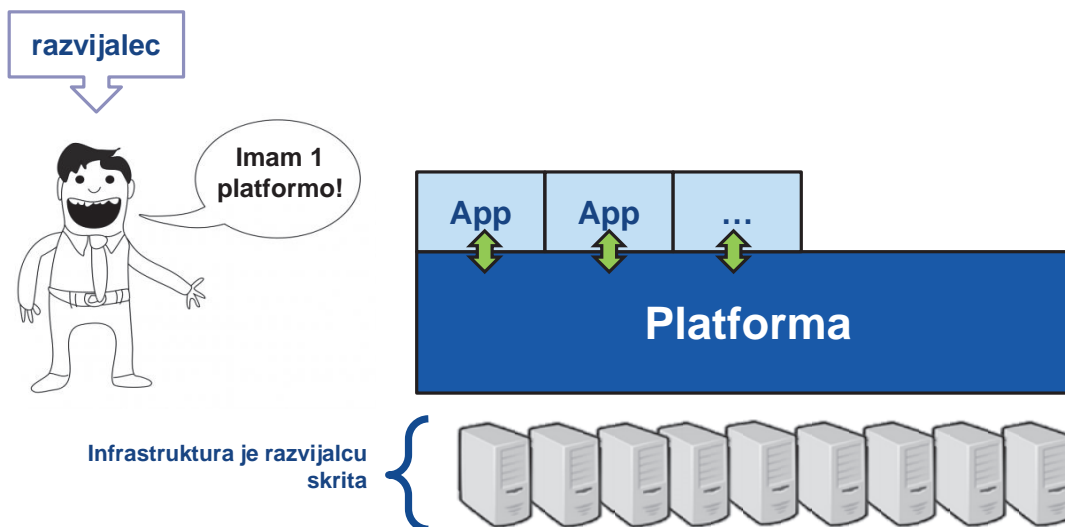 razvijalec
Imam 1
platformo!
App
App
...
Platforma
Infrastruktura je razvijalcu
skrita